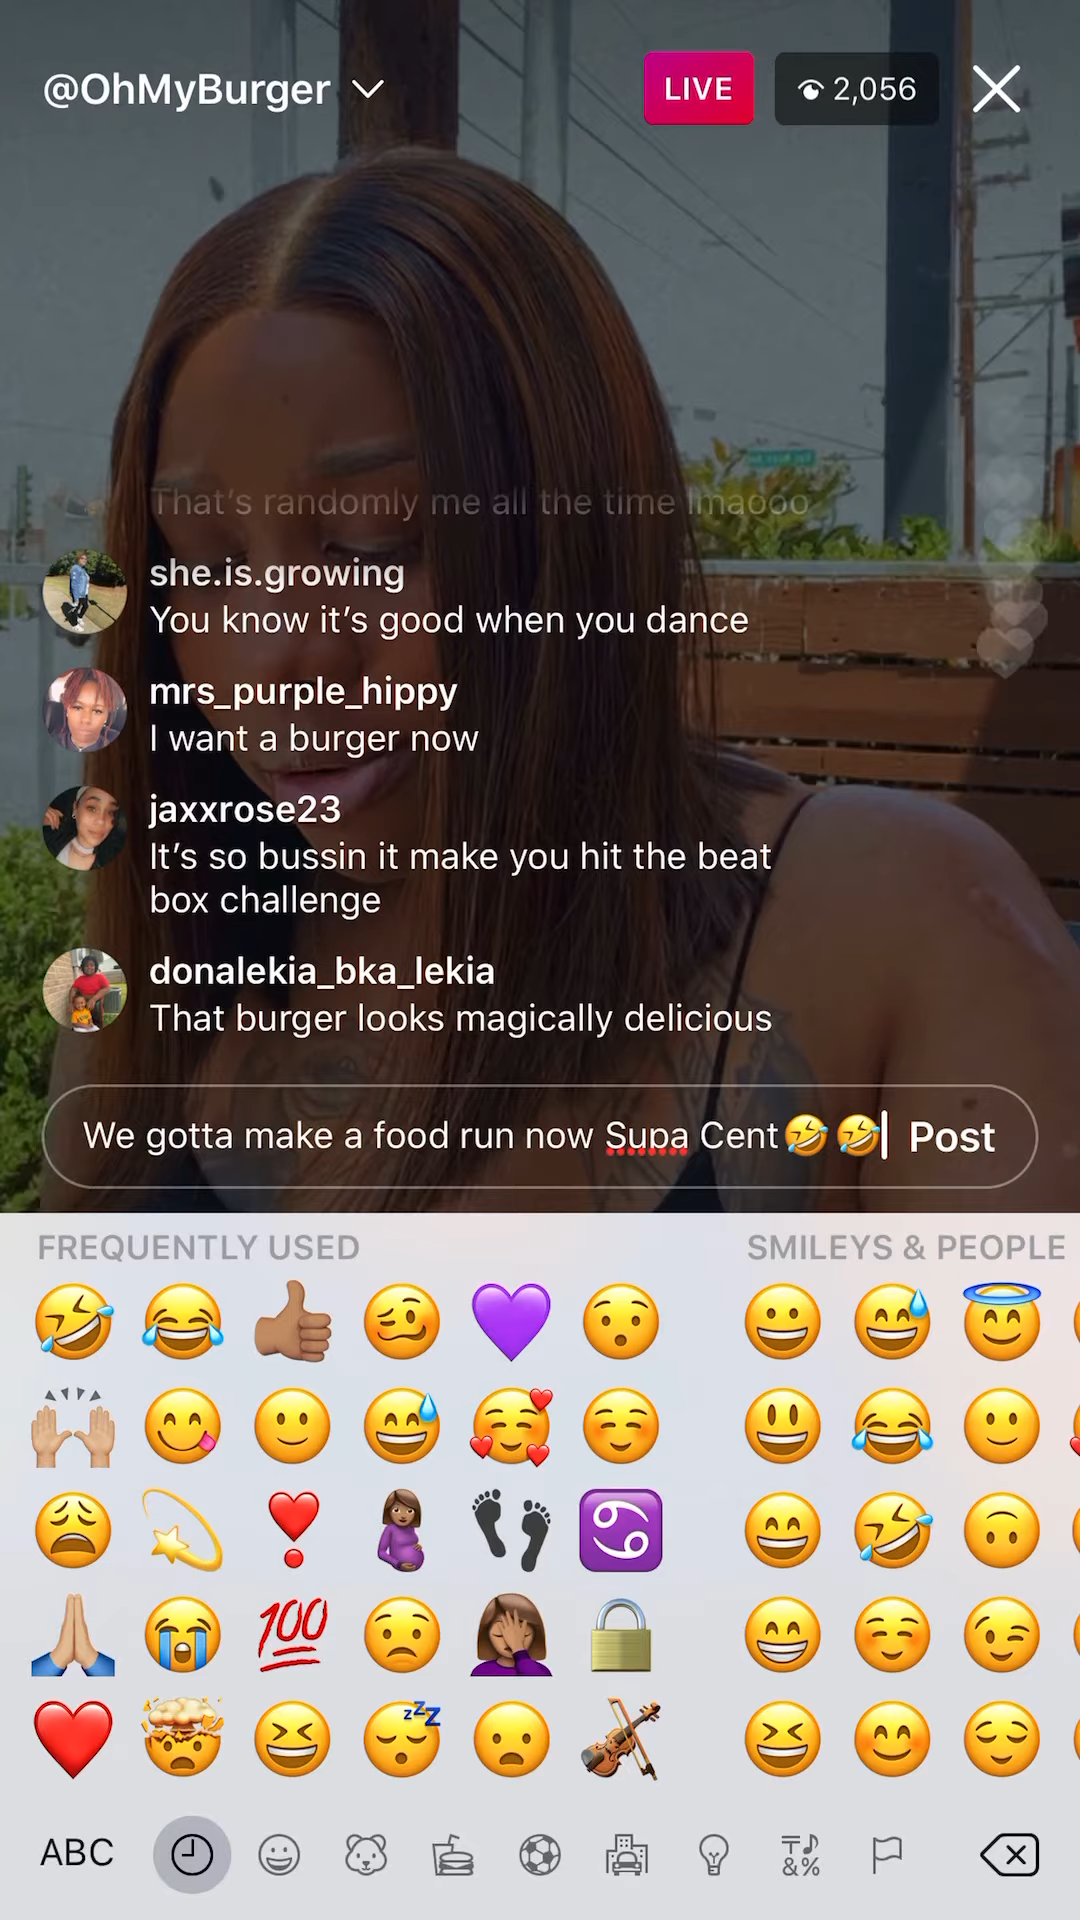 @OhMyBurger
LIVE
2,056
That's randomly me all the time lmaooo
she.is.growing
You know it's good when you dance
mrs_purple_hippy
I want a burger now
jaxxrose23
It's so bussin it make you hit the beat
box challenge
donalekia_bka_lekia
That burger looks magically delicious
We gotta make a food run now Supa Cent🤣🤣 Post
FREQUENTLY USED SMILEYS & PEOPLE
100
zzZ
ABC
&%